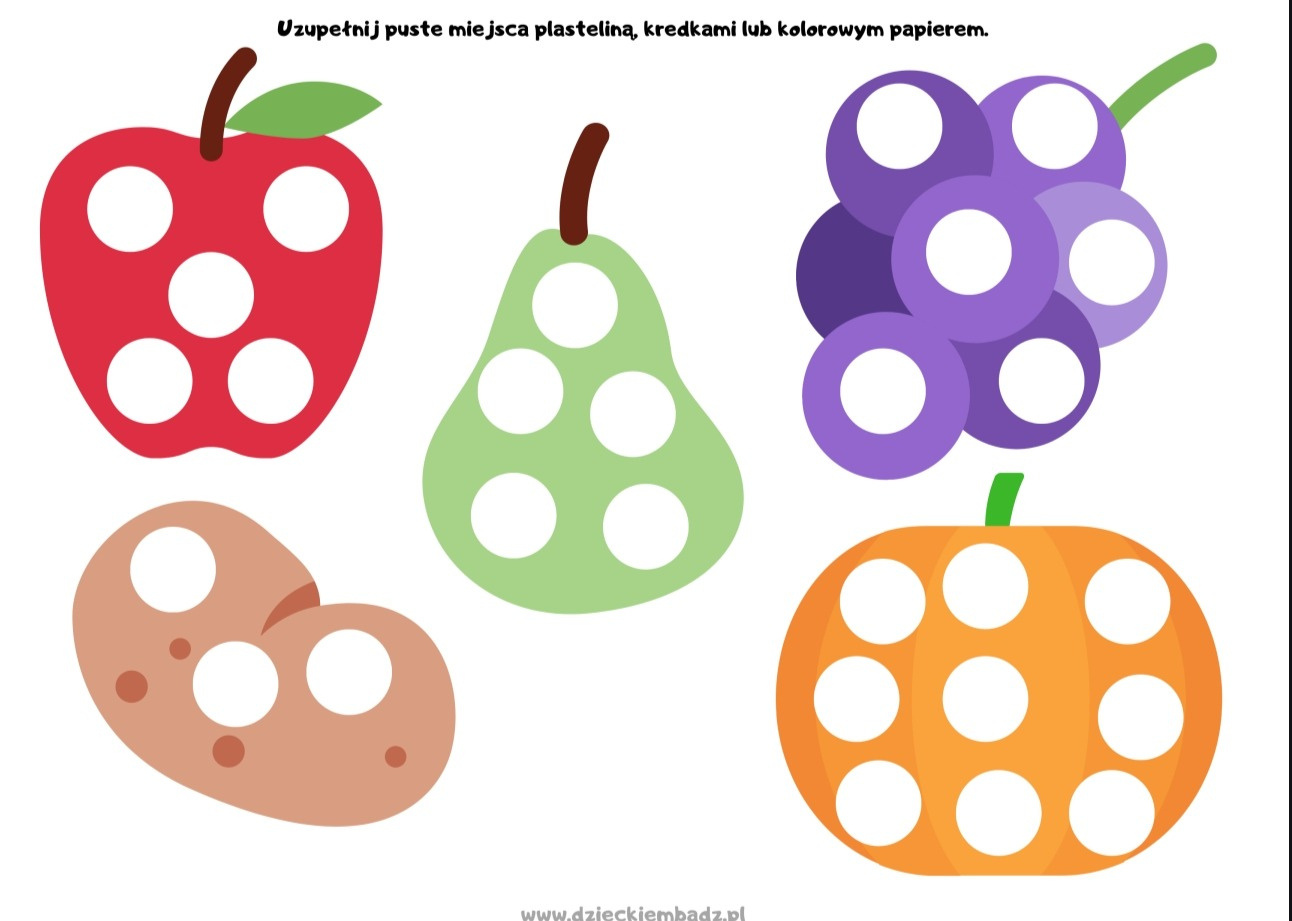 Uzupełnij puste miejsca plasteliną, kredkami lub kolorowym papierem.
www.dzieckiembadz.pl